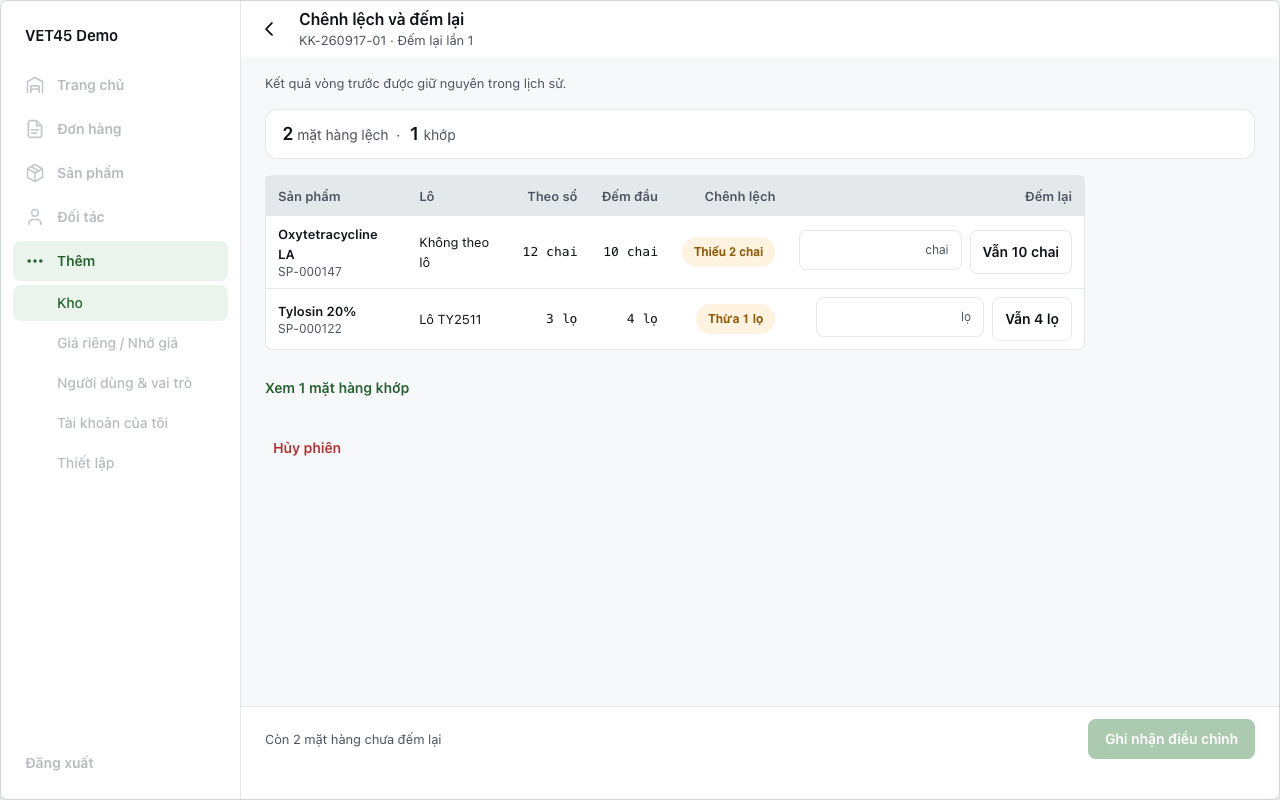 VET45 Demo
Trang chủ
Đơn hàng
Sản phẩm
Đối tác
Thêm
Kho
Giá riêng / Nhớ giá
Người dùng & vai trò
Tài khoản của tôi
Thiết lập
Đăng xuất
Chênh lệch và đếm lại
KK-260917-01 · Đếm lại lần 1
Kết quả vòng trước được giữ nguyên trong lịch sử.
2 mặt hàng lệch · 1 khớp
Sản phẩm Lô Theo sổ Đếm đầu Chênh lệch Đếm lại
Oxytetracycline
LA
SP-000147
Không theo
lô
12 chai 10 chai Thiếu 2 chai chai Vẫn 10 chai
Tylosin 20%
SP-000122
Lô TY2511 3 lọ 4 lọ Thừa 1 lọ lọ Vẫn 4 lọ
Xem 1 mặt hàng khớp
Hủy phiên
Còn 2 mặt hàng chưa đếm lại
Ghi nhận điều chỉnh